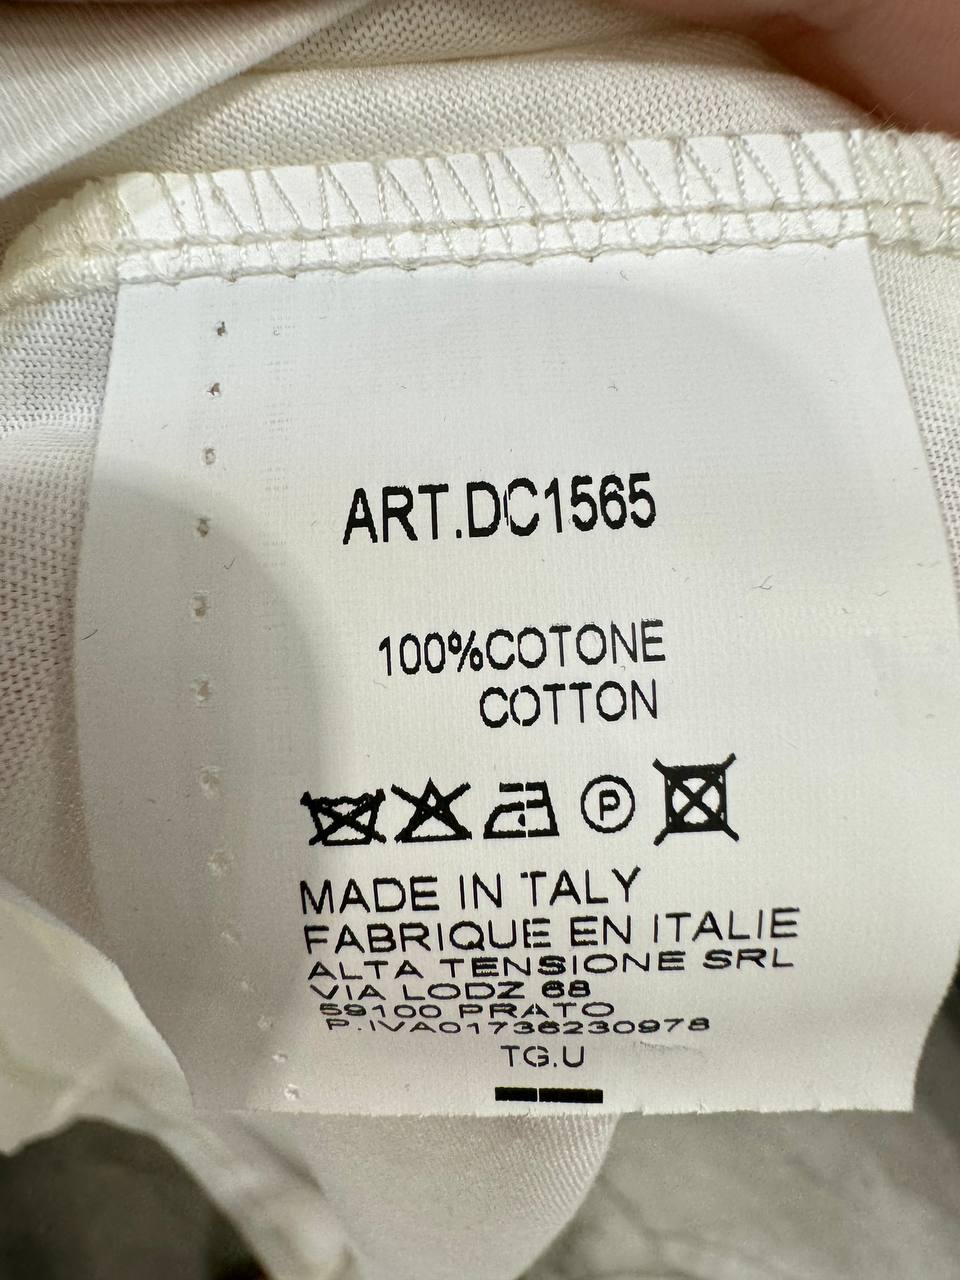 ART.DC1565
100%COTONE
COTTON
P
MADE IN TALY
FABRIQUE EN ITALIE
ALTA TENSIONE SRL
VIA LODZ 68
59100 PRATO
P.IVA01736230978
TG.U